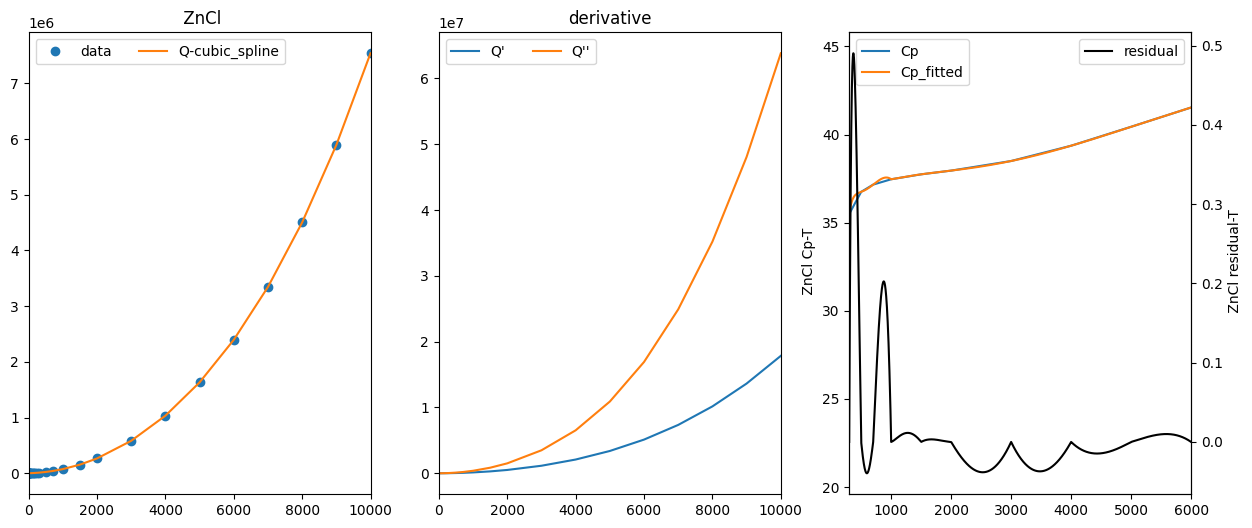 ZnCl
1e6
data
Q-cubic_spline
7
6
5
4
3
2
1
0
0 2000 4000 6000 8000 10000
derivative
1e7
Q'
Q''
6
5
4
3
2
1
0
0 2000 4000 6000 8000 10000
Cp
Cp_fitted
residual
ZnCl Cp-T
45
40
35
30
25
20
1000 2000 3000 4000 5000 6000
0.5
0.4
0.3
0.2
0.1
0.0
ZnCl residual-T